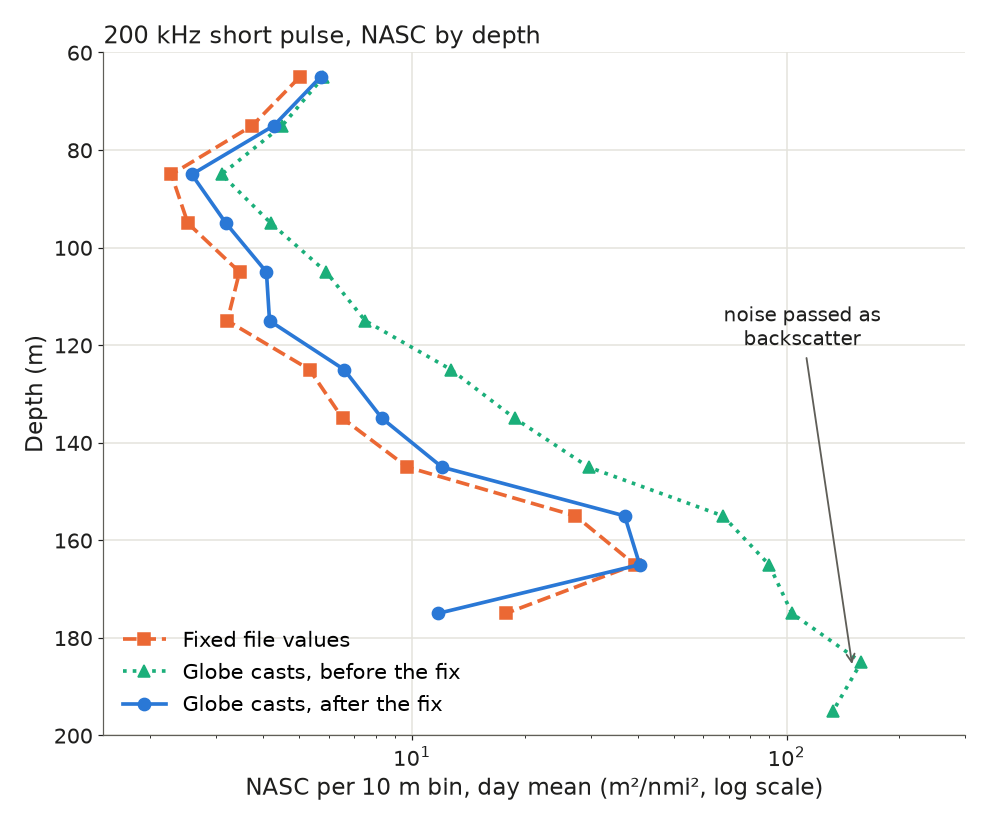 200 kHz short pulse, NASC by depth
60
80
100
120
140
160
180
200
Depth (m)
noise passed as
backscatter
Fixed file values
Globe casts, before the fix
Globe casts, after the fix
10¹
10²
NASC per 10 m bin, day mean (m²/nmi², log scale)